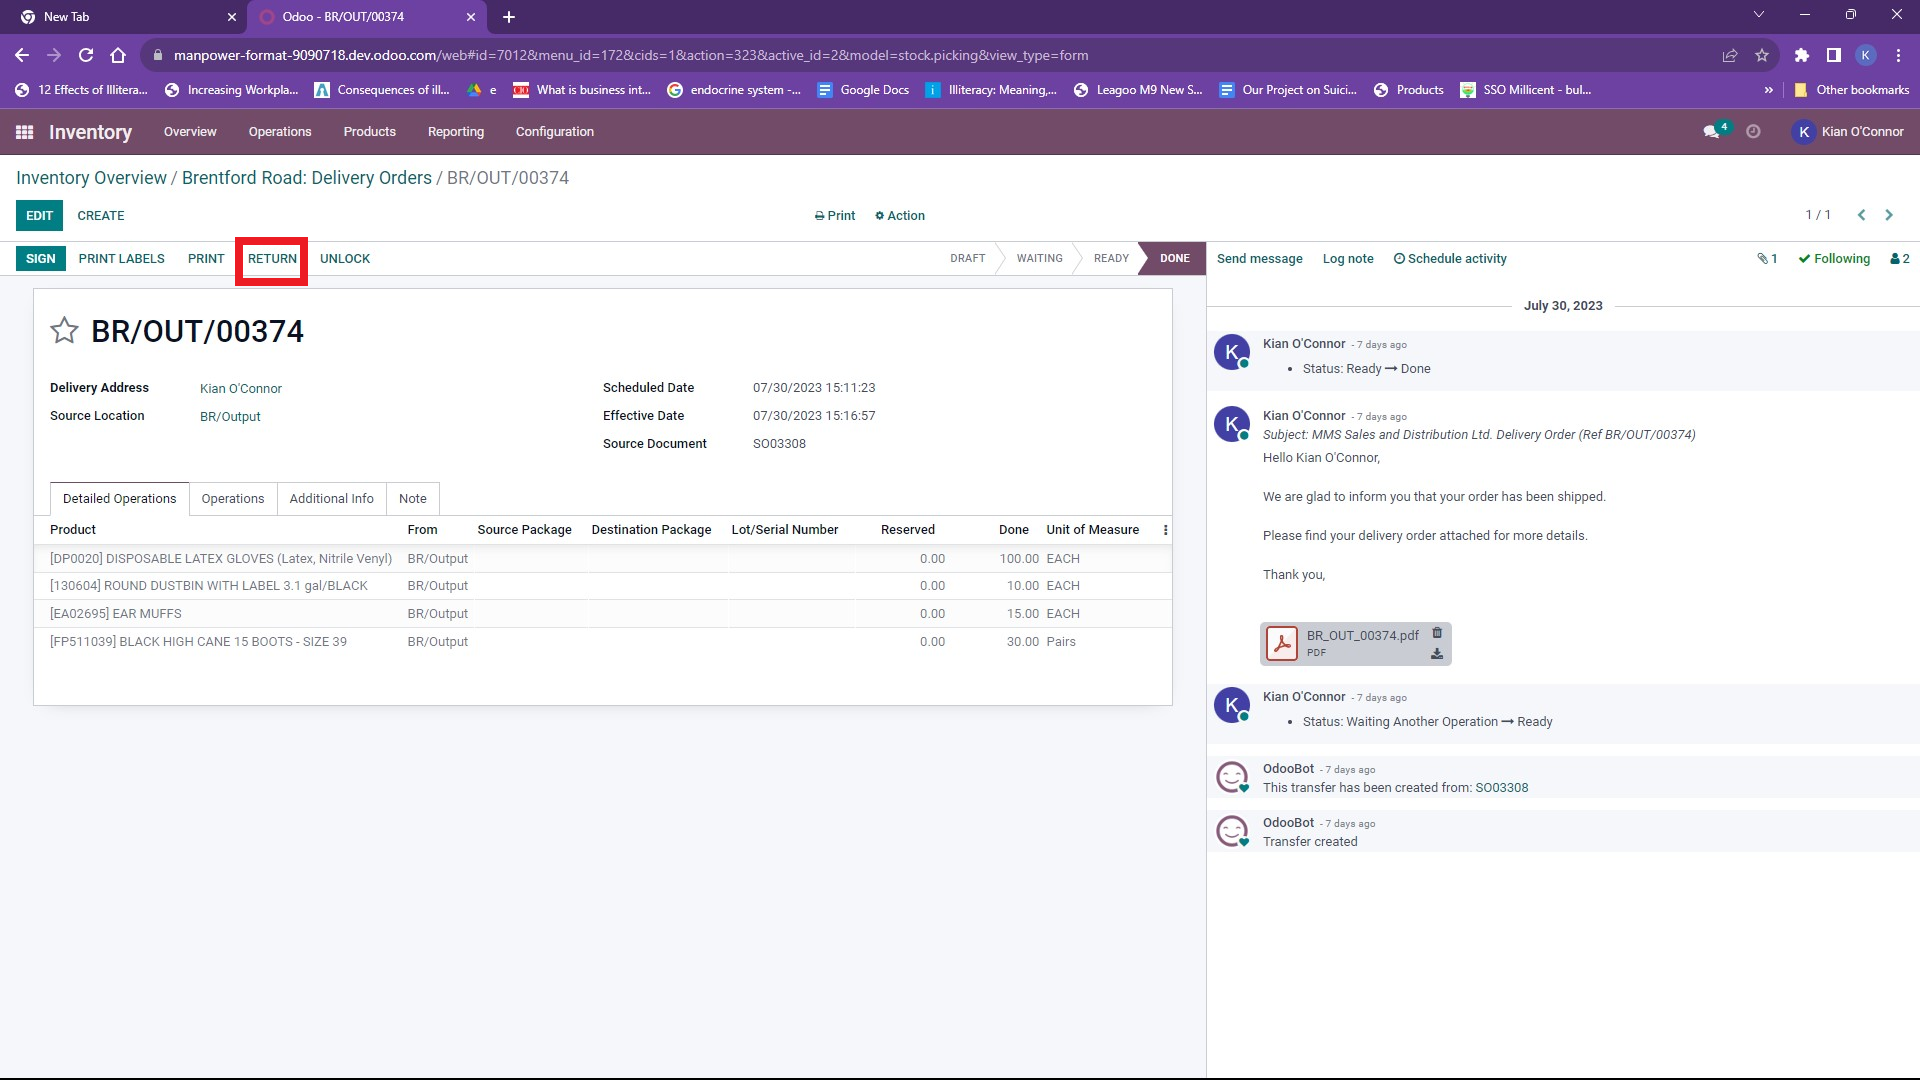 New Tab
Odoo - BR/OUT/00374
manpower-format-9090718.dev.odoo.com/web#id=7012&menu_id=172&cids=1&action=323&active_id=2&model=stock.picking&view_type=form
K
12 Effects of Illitera...
Increasing Workpla...
Consequences of ill...
e
What is business int...
endocrine system -...
Google Docs
Illiteracy: Meaning,...
Leagoo M9 New S...
Our Project on Suici...
Products
SSO Millicent - bul...
»
Other bookmarks
Inventory
Overview
Operations
Products
Reporting
Configuration
4
K
Kian O'Connor
Inventory Overview / Brentford Road: Delivery Orders / BR/OUT/00374
EDIT
CREATE
Print
Action
1 / 1
SIGN
PRINT LABELS
PRINT
RETURN
UNLOCK
DRAFT
WAITING
READY
DONE
Send message
Log note
Schedule activity
1
Following
2
BR/OUT/00374
Delivery Address Kian O'Connor
Source Location BR/Output
Scheduled Date 07/30/2023 15:11:23
Effective Date 07/30/2023 15:16:57
Source Document SO03308
Detailed Operations
Operations
Additional Info
Note
Product From Source Package Destination Package Lot/Serial Number Reserved Done Unit of Measure
[DP0020] DISPOSABLE LATEX GLOVES (Latex, Nitrile Venyl) BR/Output 0.00 100.00 EACH
[130604] ROUND DUSTBIN WITH LABEL 3.1 gal/BLACK BR/Output 0.00 10.00 EACH
[EA02695] EAR MUFFS BR/Output 0.00 15.00 EACH
[FP511039] BLACK HIGH CANE 15 BOOTS - SIZE 39 BR/Output 0.00 30.00 Pairs
July 30, 2023
K
Kian O'Connor - 7 days ago
• Status: Ready → Done
K
Kian O'Connor - 7 days ago
Subject: MMS Sales and Distribution Ltd. Delivery Order (Ref BR/OUT/00374)
Hello Kian O'Connor,
We are glad to inform you that your order has been shipped.
Please find your delivery order attached for more details.
Thank you,
BR_OUT_00374.pdf
PDF
K
Kian O'Connor - 7 days ago
• Status: Waiting Another Operation → Ready
OdooBot - 7 days ago
This transfer has been created from: SO03308
OdooBot - 7 days ago
Transfer created